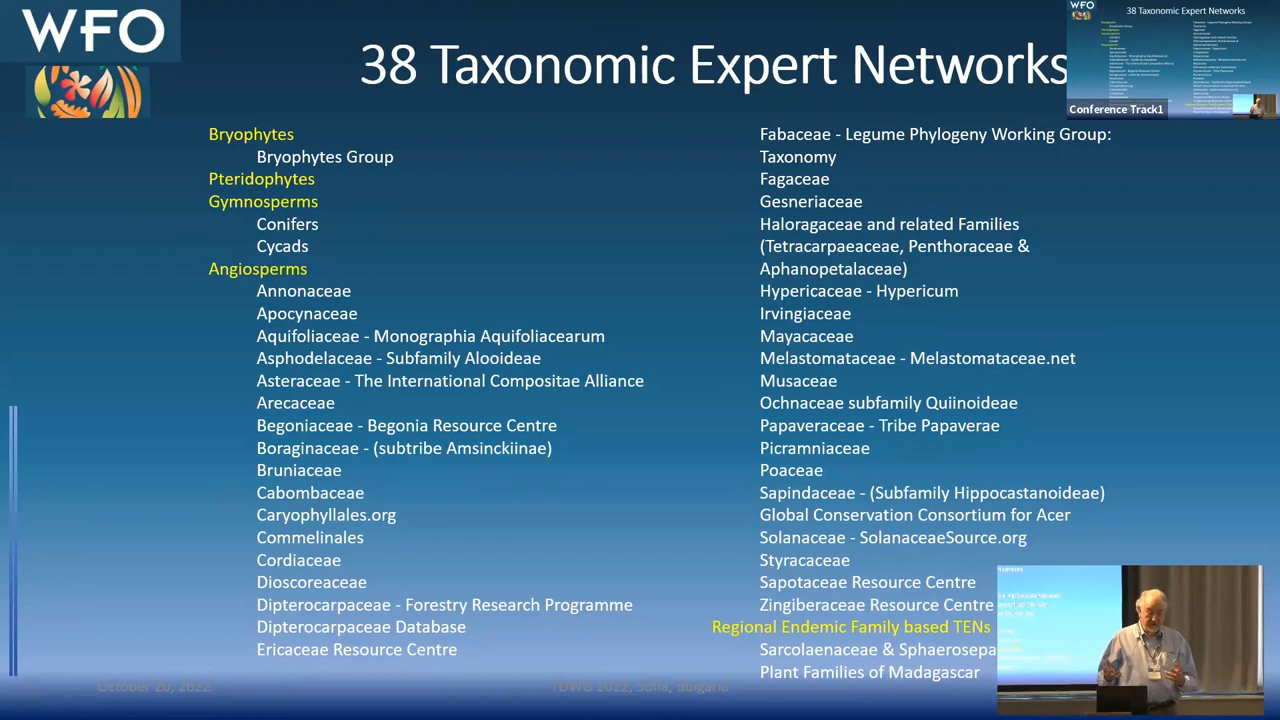 WFO
38 Taxonomic Expert Networks
38 Taxonomic Expert Networks
Conference Track1
Bryophytes
Bryophytes Group
Pteridophytes
Gymnosperms
Conifers
Cycads
Angiosperms
Annonaceae
Apocynaceae
Aquifoliaceae - Monographia Aquifoliacearum
Asphodelaceae - Subfamily Alooideae
Asteraceae - The International Compositae Alliance
Arecaceae
Begoniaceae - Begonia Resource Centre
Boraginaceae - (subtribe Amsinckiinae)
Bruniaceae
Cabombaceae
Caryophyllales.org
Commelinales
Cordiaceae
Dioscoreaceae
Dipterocarpaceae - Forestry Research Programme
Dipterocarpaceae Database
Ericaceae Resource Centre
Fabaceae - Legume Phylogeny Working Group:
Taxonomy
Fagaceae
Gesneriaceae
Haloragaceae and related Families
(Tetracarpaeaceae, Penthoraceae &
Aphanopetalaceae)
Hypericaceae - Hypericum
Irvingiaceae
Mayacaceae
Melastomataceae - Melastomataceae.net
Musaceae
Ochnaceae subfamily Quiinoideae
Papaveraceae - Tribe Papaverae
Picramniaceae
Poaceae
Sapindaceae - (Subfamily Hippocastanoideae)
Global Conservation Consortium for Acer
Solanaceae - SolanaceaeSource.org
Styracaceae
Sapotaceae Resource Centre
Zingiberaceae Resource Centre
Regional Endemic Family based TENs
Sarcolaenaceae & Sphaerosepa
Plant Families of Madagascar
October 20, 2022
TDWG 2022, Sofia, Bulgaria